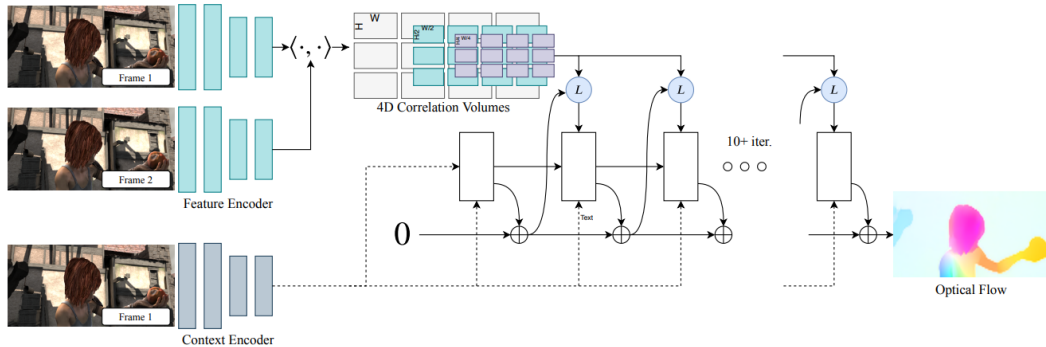 Frame 1
⟨·, ·⟩
H
W
H/2
W/2
H/4
W/4
4D Correlation Volumes
L
L
L
10+ iter.
Frame 2
Feature Encoder
Text
0
Frame 1
Context Encoder
Optical Flow